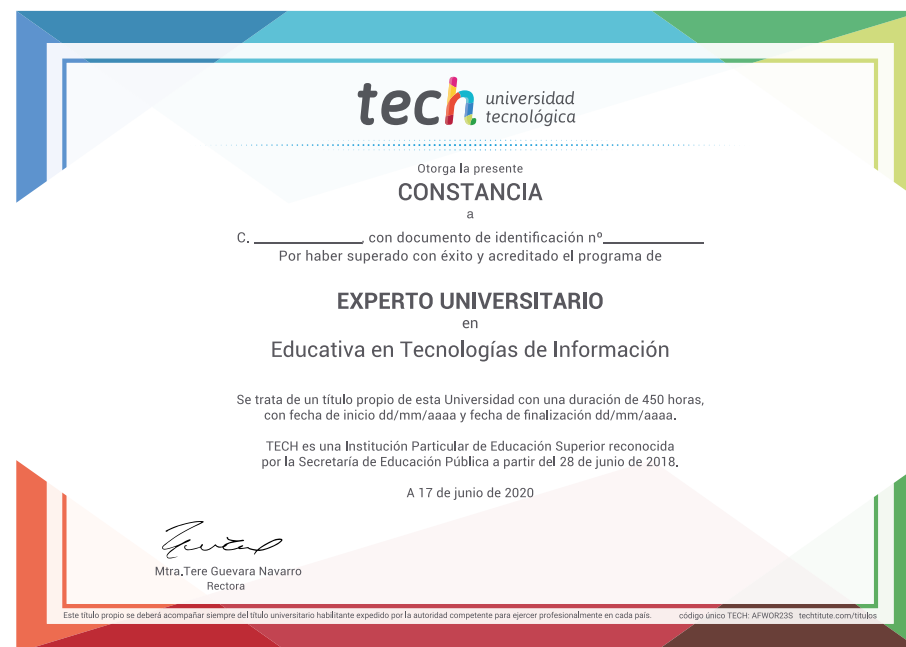 tech universidad
tecnológica
Otorga la presente
CONSTANCIA
a
C. ____________, con documento de identificación nº____________
Por haber superado con éxito y acreditado el programa de
EXPERTO UNIVERSITARIO
en
Educativa en Tecnologías de Información
Se trata de un título propio de esta Universidad con una duración de 450 horas,
con fecha de inicio dd/mm/aaaa y fecha de finalización dd/mm/aaaa.
TECH es una Institución Particular de Educación Superior reconocida
por la Secretaría de Educación Pública a partir del 28 de junio de 2018.
A 17 de junio de 2020
Mtra.Tere Guevara Navarro
Rectora
Este título propio se deberá acompañar siempre del título universitario habilitante expedido por la autoridad competente para ejercer profesionalmente en cada país. código único TECH: AFWOR23S techtitute.com/títulos